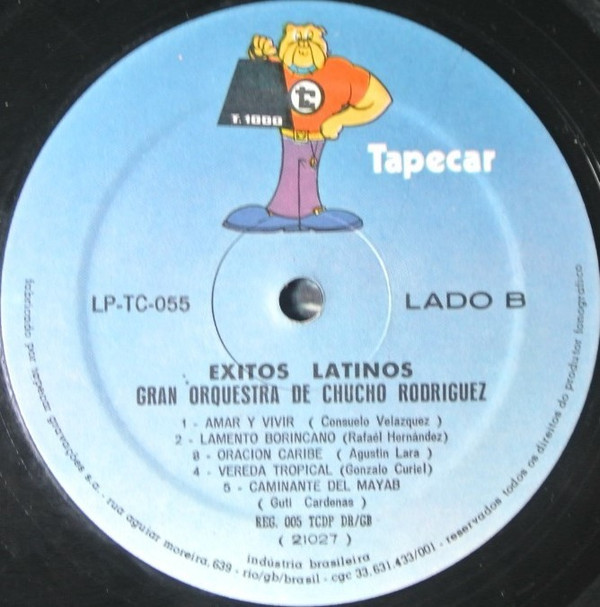 T.1000
tc
Tapecar
LP-TC-055
LADO B
EXITOS LATINOS
GRAN ORQUESTRA DE CHUCHO RODRIGUEZ
1 - AMAR Y VIVIR ( Consuelo Velazquez )
2 - LAMENTO BORINCANO (Rafaél Hernández)
3 - ORACION CARIBE ( Agustin Lara )
4 - VEREDA TROPICAL (Gonzalo Curiel)
5 - CAMINANTE DEL MAYAB
( Guti Cardenas )
REG. 005 TCDP DB/GB
( 21027 )
indústria brasileira
fabricado por tapecar gravações s.a. - rua aguiar moreira, 639 - rio/gb/brasil - cgc 33.631.433/001 - reservados todos os direitos do produtor fonográfico